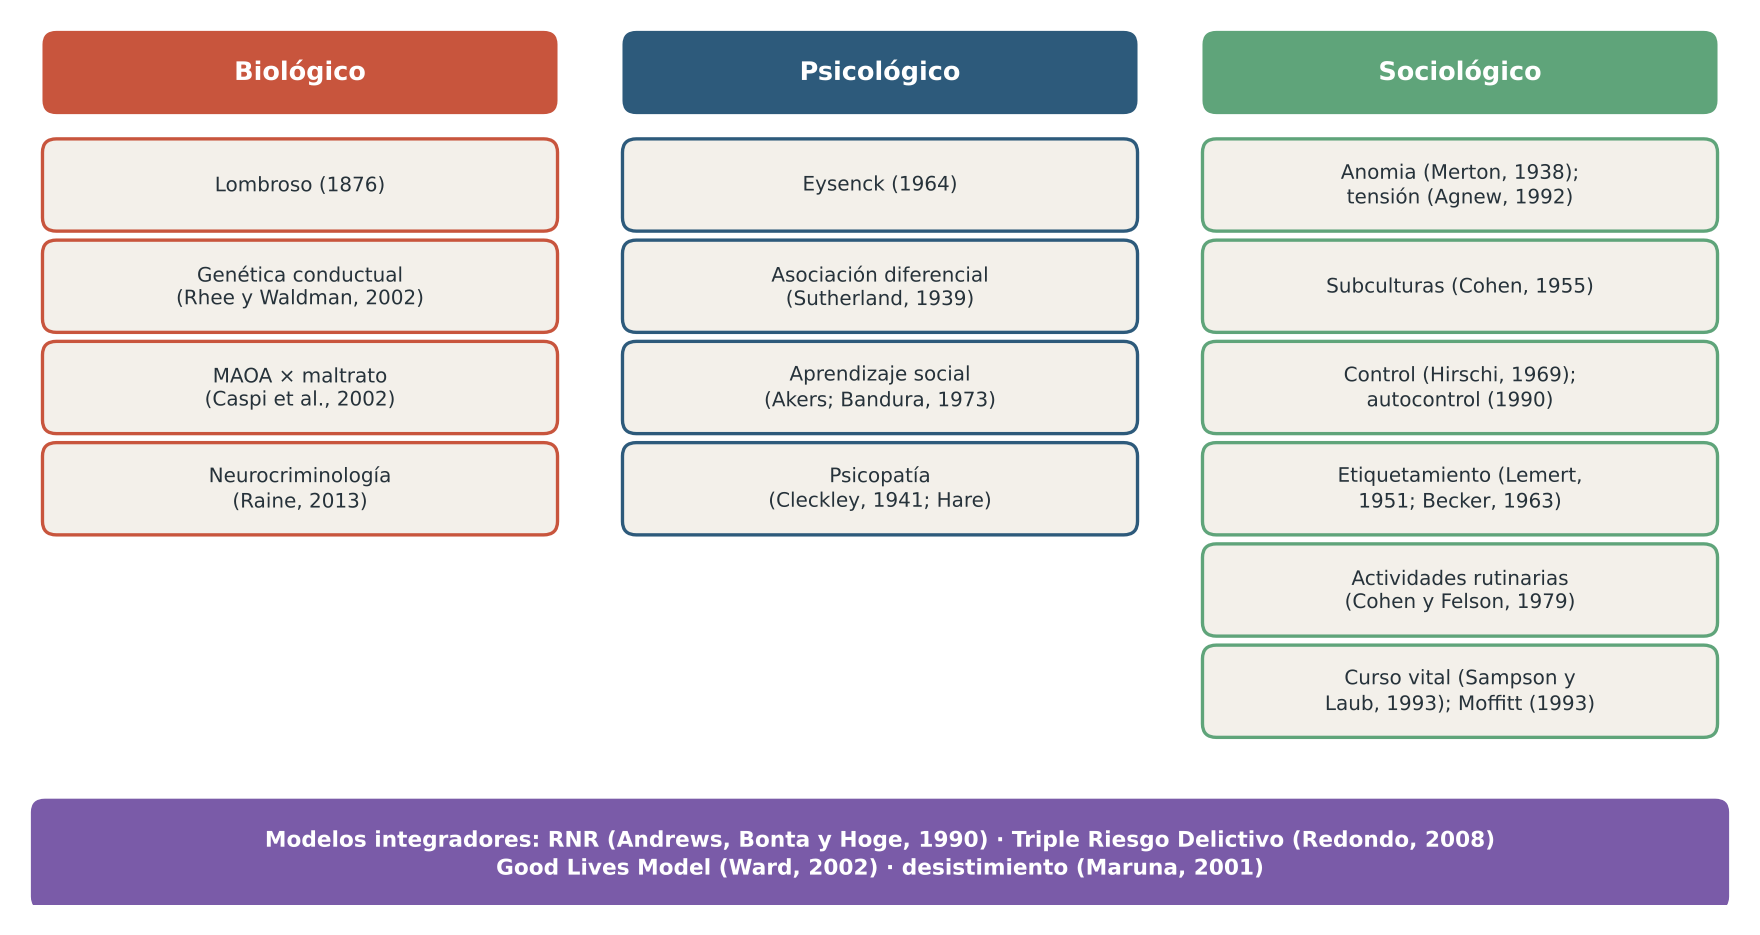 Biológico
Lombroso (1876)
Genética conductual
(Rhee y Waldman, 2002)
MAOA × maltrato
(Caspi et al., 2002)
Neurocriminología
(Raine, 2013)
Psicológico
Eysenck (1964)
Asociación diferencial
(Sutherland, 1939)
Aprendizaje social
(Akers; Bandura, 1973)
Psicopatía
(Cleckley, 1941; Hare)
Sociológico
Anomia (Merton, 1938);
tensión (Agnew, 1992)
Subculturas (Cohen, 1955)
Control (Hirschi, 1969);
autocontrol (1990)
Etiquetamiento (Lemert,
1951; Becker, 1963)
Actividades rutinarias
(Cohen y Felson, 1979)
Curso vital (Sampson y
Laub, 1993); Moffitt (1993)
Modelos integradores: RNR (Andrews, Bonta y Hoge, 1990) · Triple Riesgo Delictivo (Redondo, 2008)
Good Lives Model (Ward, 2002) · desistimiento (Maruna, 2001)